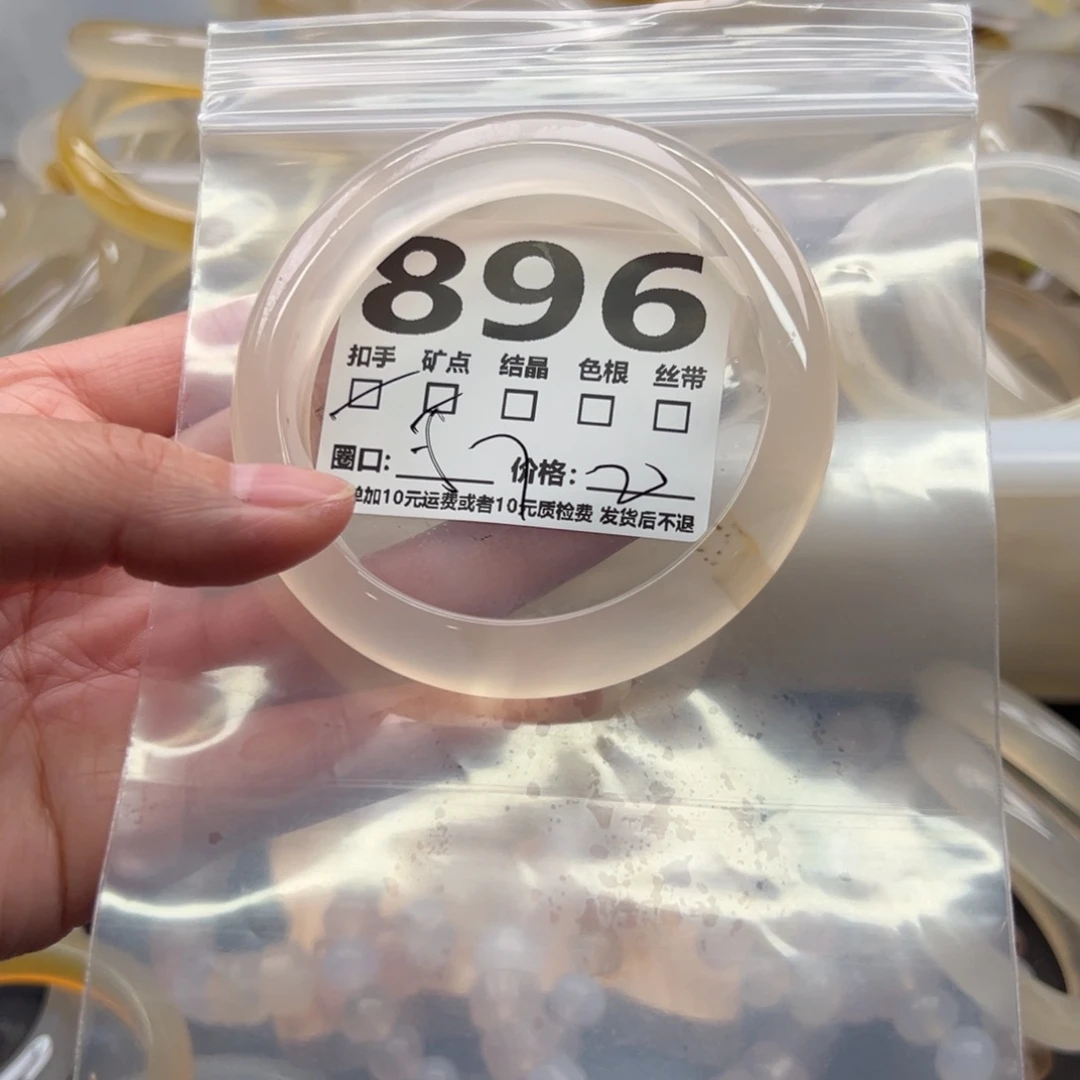 896
扣手 矿点 结晶 色根 丝带
圈口: 价格:
加10元运费或者10元质检费 发货后不退